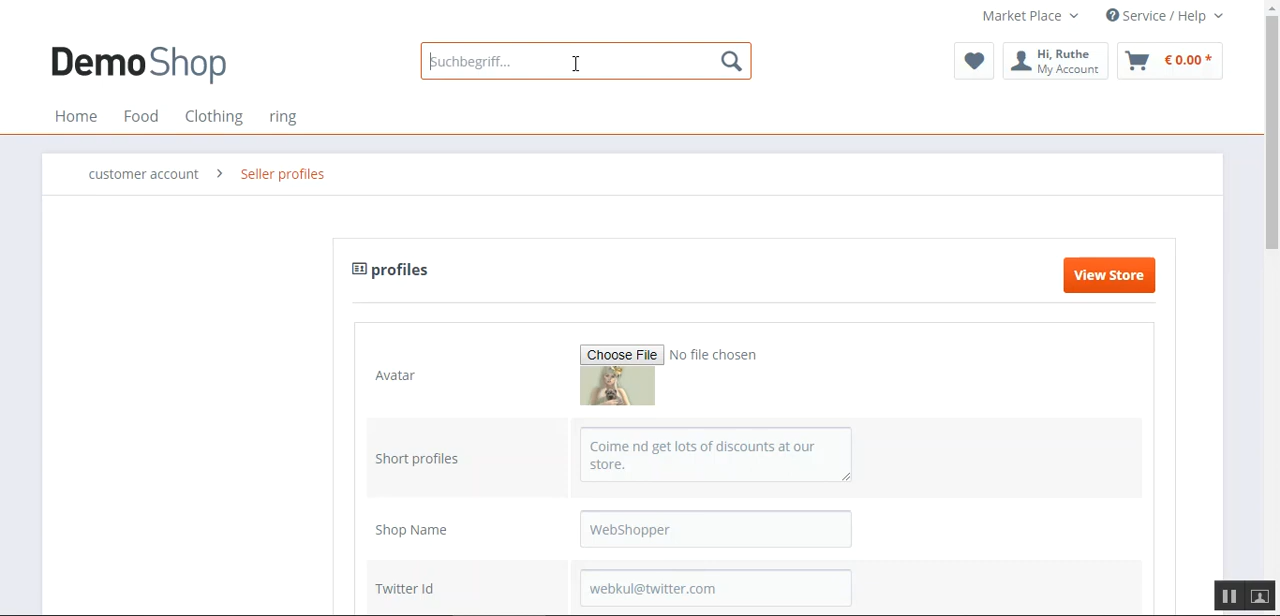 Market Place
Service / Help
DemoShop
Suchbegriff...
Hi, Ruthe
My Account
€ 0.00 *
Home
Food
Clothing
ring
customer account
Seller profiles
profiles
View Store
Avatar
Choose File No file chosen
Short profiles
Coime nd get lots of discounts at our
store.
Shop Name
WebShopper
Twitter Id
webkul@twitter.com